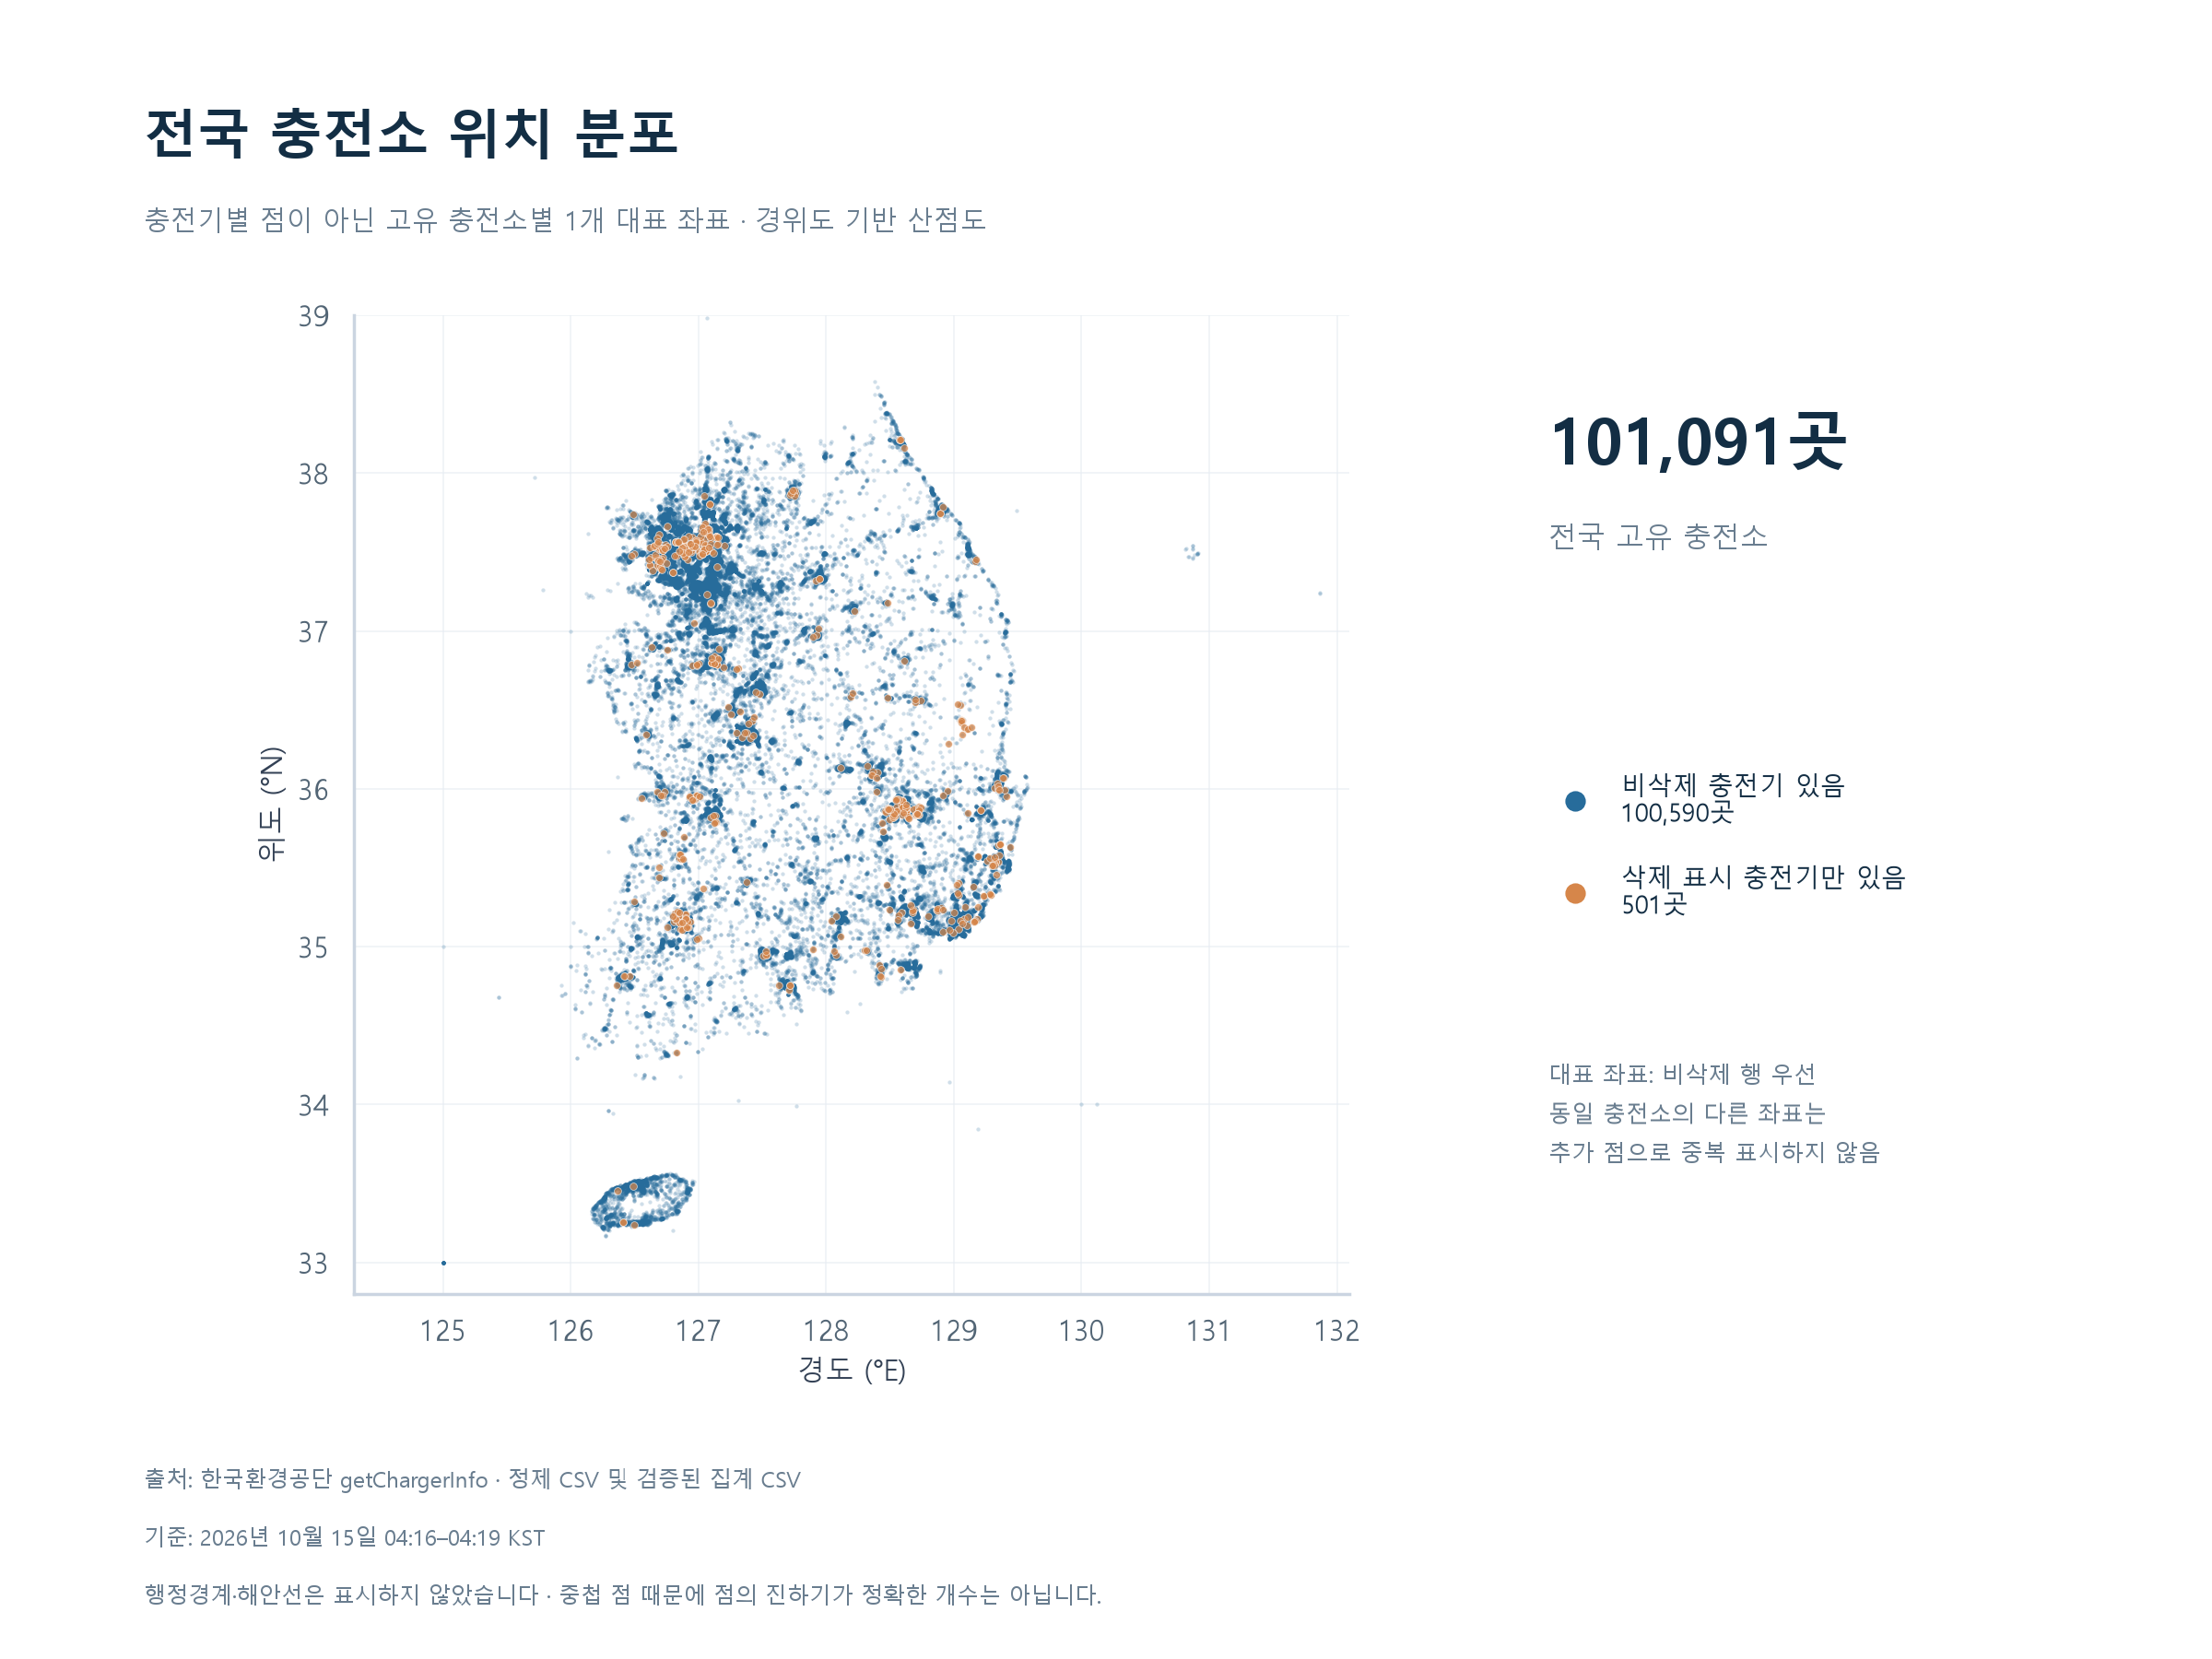 전국 충전소 위치 분포
충전기별 점이 아닌 고유 충전소별 1개 대표 좌표 · 경위도 기반 산점도
39
38
37
36
35
34
33
위도 (°N)
125 126 127 128 129 130 131 132
경도 (°E)
101,091곳
전국 고유 충전소
비삭제 충전기 있음
100,590곳
삭제 표시 충전기만 있음
501곳
대표 좌표: 비삭제 행 우선
동일 충전소의 다른 좌표는
추가 점으로 중복 표시하지 않음
출처: 한국환경공단 getChargerInfo · 정제 CSV 및 검증된 집계 CSV
기준: 2026년 10월 15일 04:16–04:19 KST
행정경계·해안선은 표시하지 않았습니다 · 중첩 점 때문에 점의 진하기가 정확한 개수는 아닙니다.